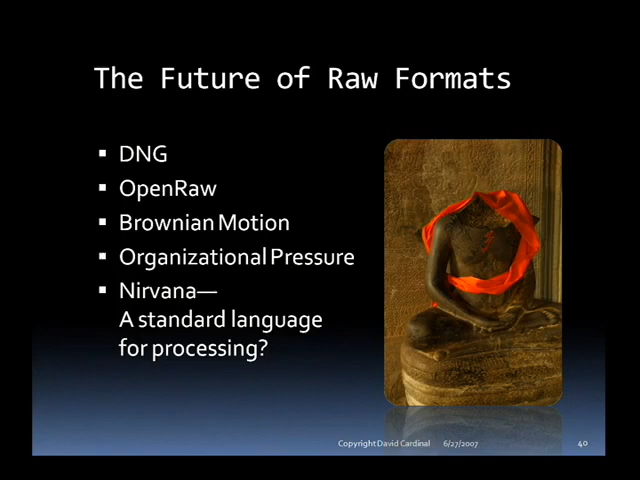 The Future of Raw Formats
▪ DNG
▪ OpenRaw
▪ Brownian Motion
▪ Organizational Pressure
▪ Nirvana—
A standard language
for processing?
Copyright David Cardinal 6/27/2007 40